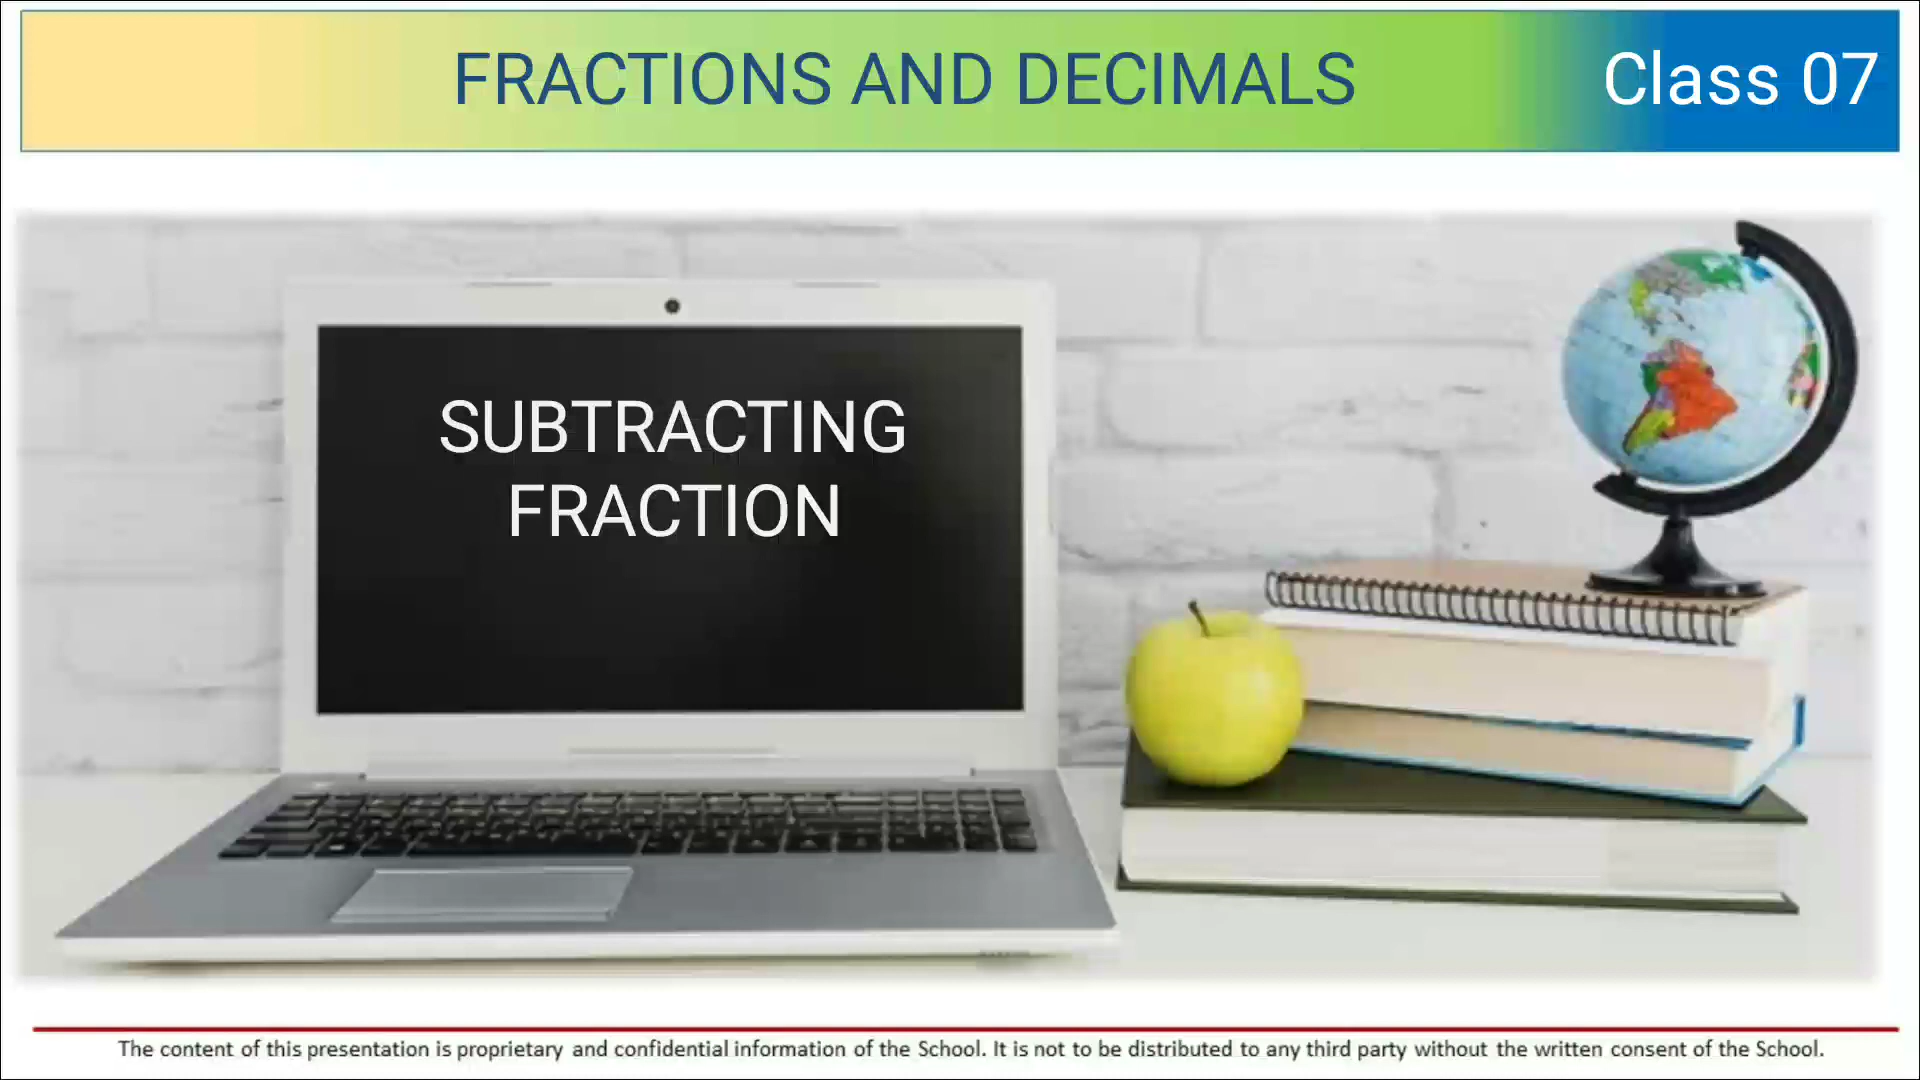 FRACTIONS AND DECIMALS
Class 07
SUBTRACTING
FRACTION
The content of this presentation is proprietary and confidential information of the School. It is not to be distributed to any third party without the written consent of the School.